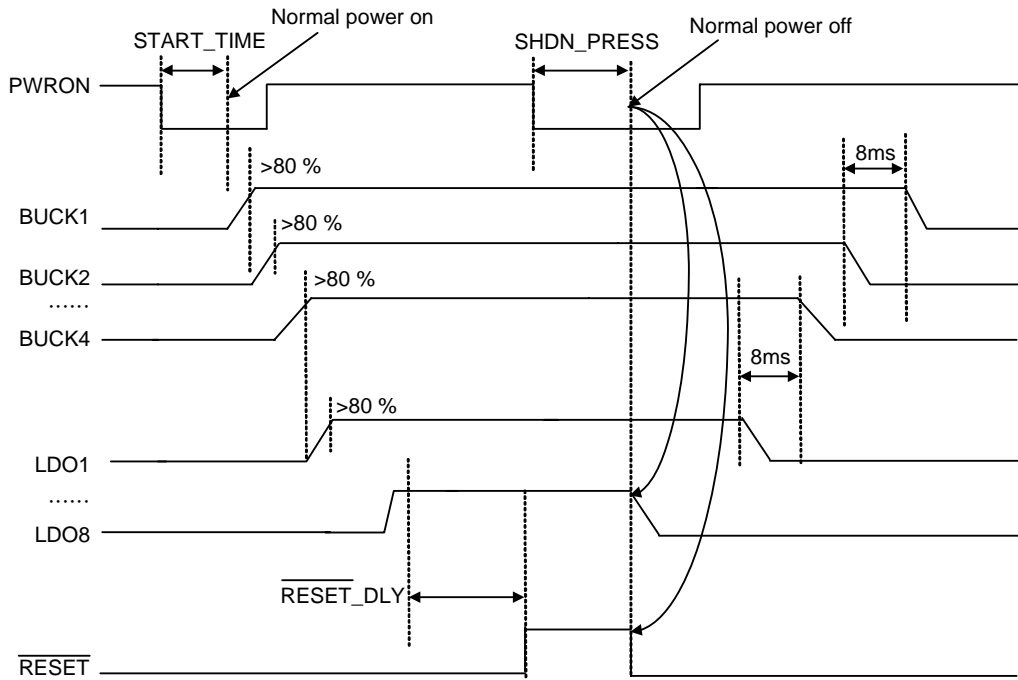 Normal power on
START_TIME
SHDN_PRESS
Normal power off
PWRON
>80 %
8ms
BUCK1
>80 %
BUCK2
......
>80 %
BUCK4
8ms
>80 %
LDO1
......
LDO8
RESET_DLY
RESET